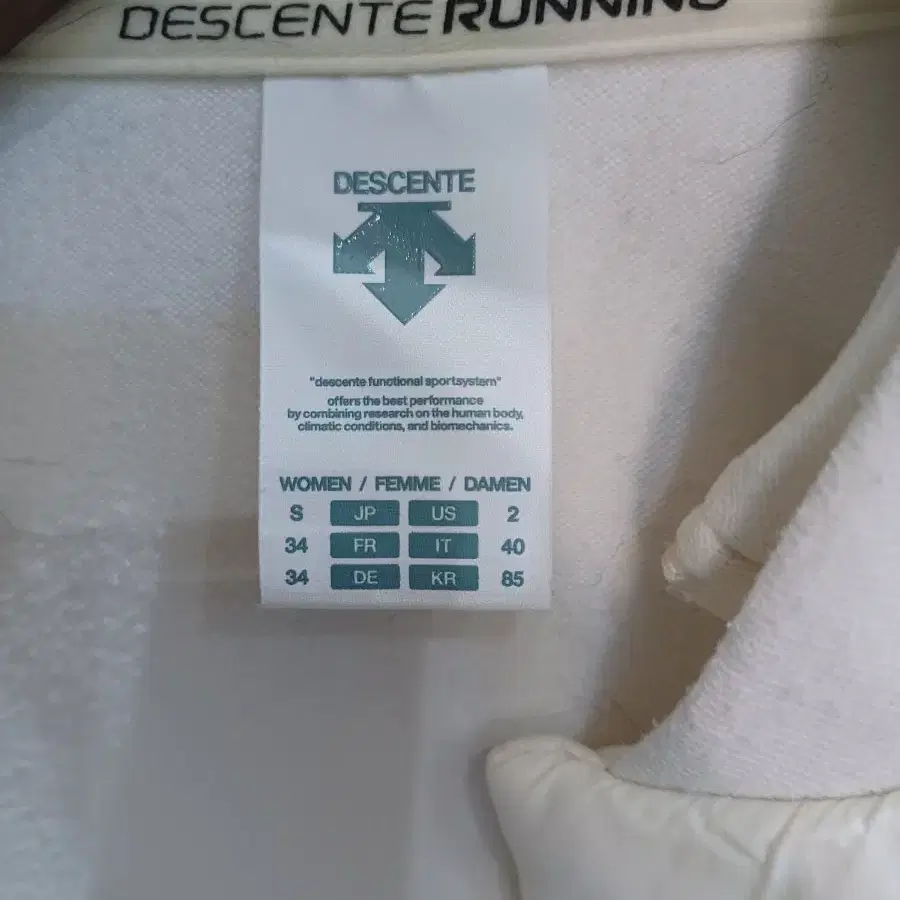 DESCENTE RUNNING
DESCENTE
"descente functional sportsystem"
offers the best performance
by combining research on the human body,
climatic conditions, and biomechanics.
WOMEN / FEMME / DAMEN
S JP US 2
34 FR IT 40
34 DE KR 85